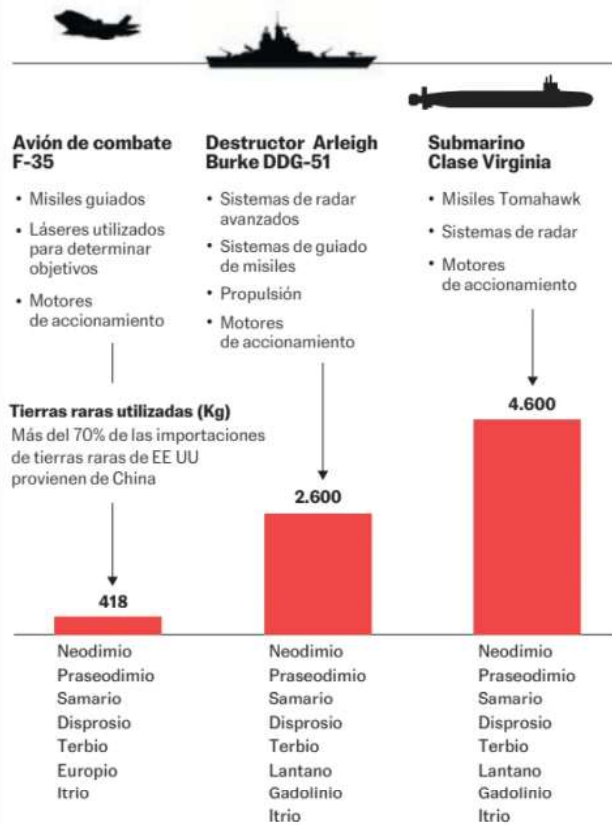 Avión de combate
F-35
• Misiles guiados
• Láseres utilizados
para determinar
objetivos
• Motores
de accionamiento
Destructor Arleigh
Burke DDG-51
• Sistemas de radar
avanzados
• Sistemas de guiado
de misiles
• Propulsión
• Motores
de accionamiento
Submarino
Clase Virginia
• Misiles Tomahawk
• Sistemas de radar
• Motores
de accionamiento
Tierras raras utilizadas (Kg)
Más del 70% de las importaciones
de tierras raras de EE UU
provienen de China
418
2.600
4.600
Neodimio
Praseodimio
Samario
Disprosio
Terbio
Europio
Itrio
Neodimio
Praseodimio
Samario
Disprosio
Terbio
Lantano
Gadolinio
Itrio
Neodimio
Praseodimio
Samario
Disprosio
Terbio
Lantano
Gadolinio
Itrio